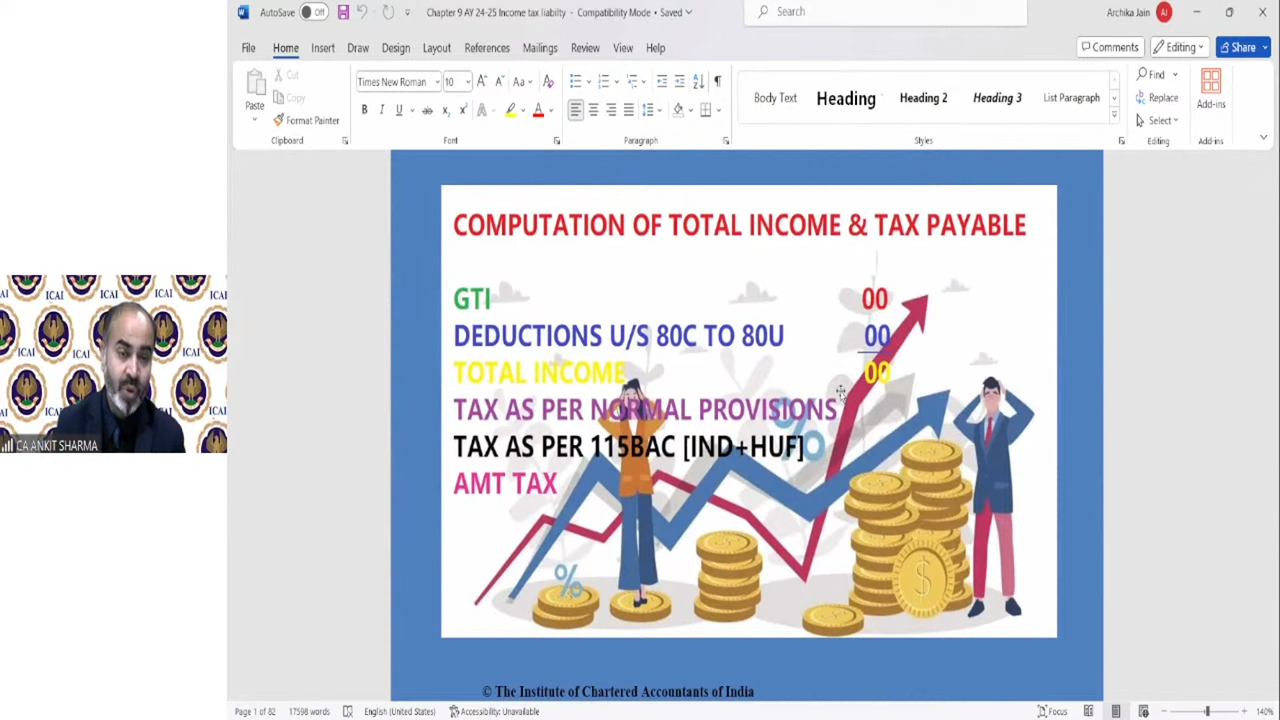 AutoSave Off Chapter 9 AY 24-25 Income tax liabilty - Compatibility Mode • Saved Search Archika Jain AJ
File Home Insert Draw Design Layout References Mailings Review View Help Comments Editing Share
Paste Cut Copy Format Painter
Clipboard
Times New Roman 10
Font
Paragraph
Body Text Heading Heading 2 Heading 3 List Paragraph
Styles
Find Replace Select
Editing
Add-ins
Add-ins
COMPUTATION OF TOTAL INCOME & TAX PAYABLE
GTI 00
DEDUCTIONS U/S 80C TO 80U 00
TOTAL INCOME 00
TAX AS PER NORMAL PROVISIONS
TAX AS PER 115BAC [IND+HUF]
AMT TAX
%
%
$
ICAI
CA ANKIT SHARMA
© The Institute of Chartered Accountants of India
Page 1 of 82 17598 words English (United States) Accessibility: Unavailable Focus 140%